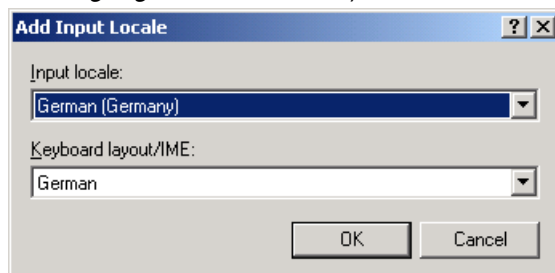 Add Input Locale
Input locale:
German (Germany)
Keyboard layout/IME:
German
OK Cancel